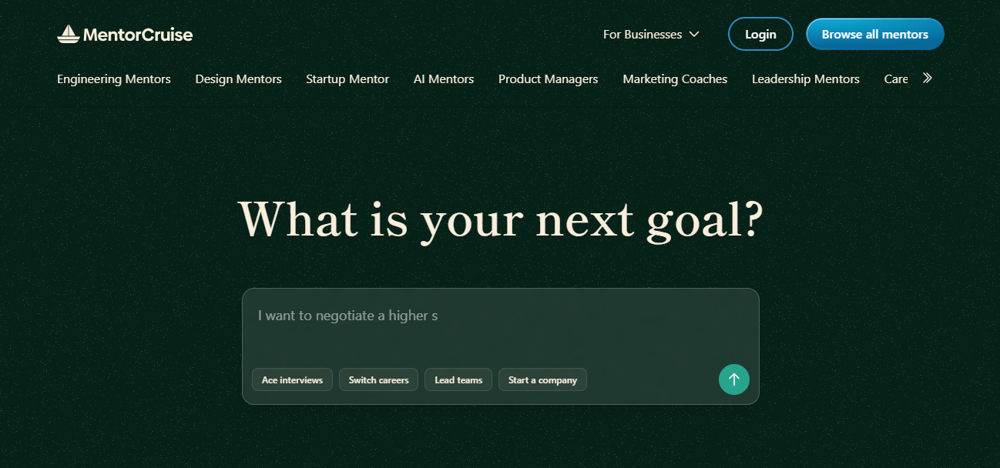 MentorCruise
For Businesses
Login
Browse all mentors
Engineering Mentors
Design Mentors
Startup Mentor
AI Mentors
Product Managers
Marketing Coaches
Leadership Mentors
Care
What is your next goal?
I want to negotiate a higher s
Ace interviews
Switch careers
Lead teams
Start a company